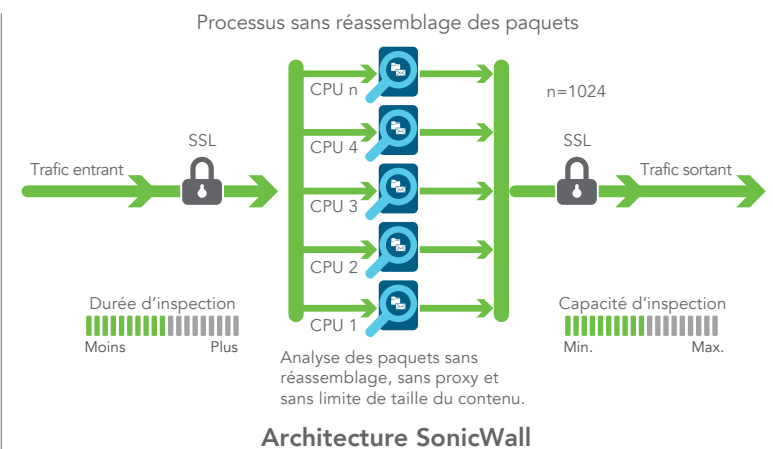 Processus sans réassemblage des paquets
CPU n
n=1024
CPU 4
SSL
SSL
Trafic entrant
Trafic sortant
CPU 3
CPU 2
Durée d’inspection
Moins Plus
Capacité d’inspection
Min. Max.
CPU 1
Analyse des paquets sans
réassemblage, sans proxy et
sans limite de taille du contenu.
Architecture SonicWall